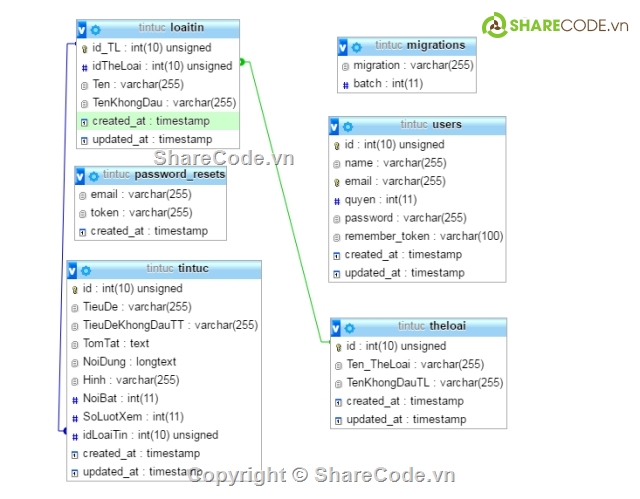 SHARECODE.vn
tintuc loaitin
id_TL : int(10) unsigned
# idTheLoai : int(10) unsigned
Ten : varchar(255)
TenKhongDau : varchar(255)
created_at : timestamp
updated_at : timestamp
tintuc migrations
migration : varchar(255)
# batch : int(11)
tintuc users
id : int(10) unsigned
name : varchar(255)
email : varchar(255)
# quyen : int(11)
password : varchar(255)
remember_token : varchar(100)
created_at : timestamp
updated_at : timestamp
ShareCode.vn
tintuc password_resets
email : varchar(255)
token : varchar(255)
created_at : timestamp
tintuc tintuc
id : int(10) unsigned
TieuDe : varchar(255)
TieuDeKhongDauTT : varchar(255)
TomTat : text
NoiDung : longtext
Hinh : varchar(255)
# NoiBat : int(11)
# SoLuotXem : int(11)
# idLoaiTin : int(10) unsigned
created_at : timestamp
updated_at : timestamp
tintuc theloai
id : int(10) unsigned
Ten_TheLoai : varchar(255)
TenKhongDauTL : varchar(255)
created_at : timestamp
updated_at : timestamp
Copyright © ShareCode.vn